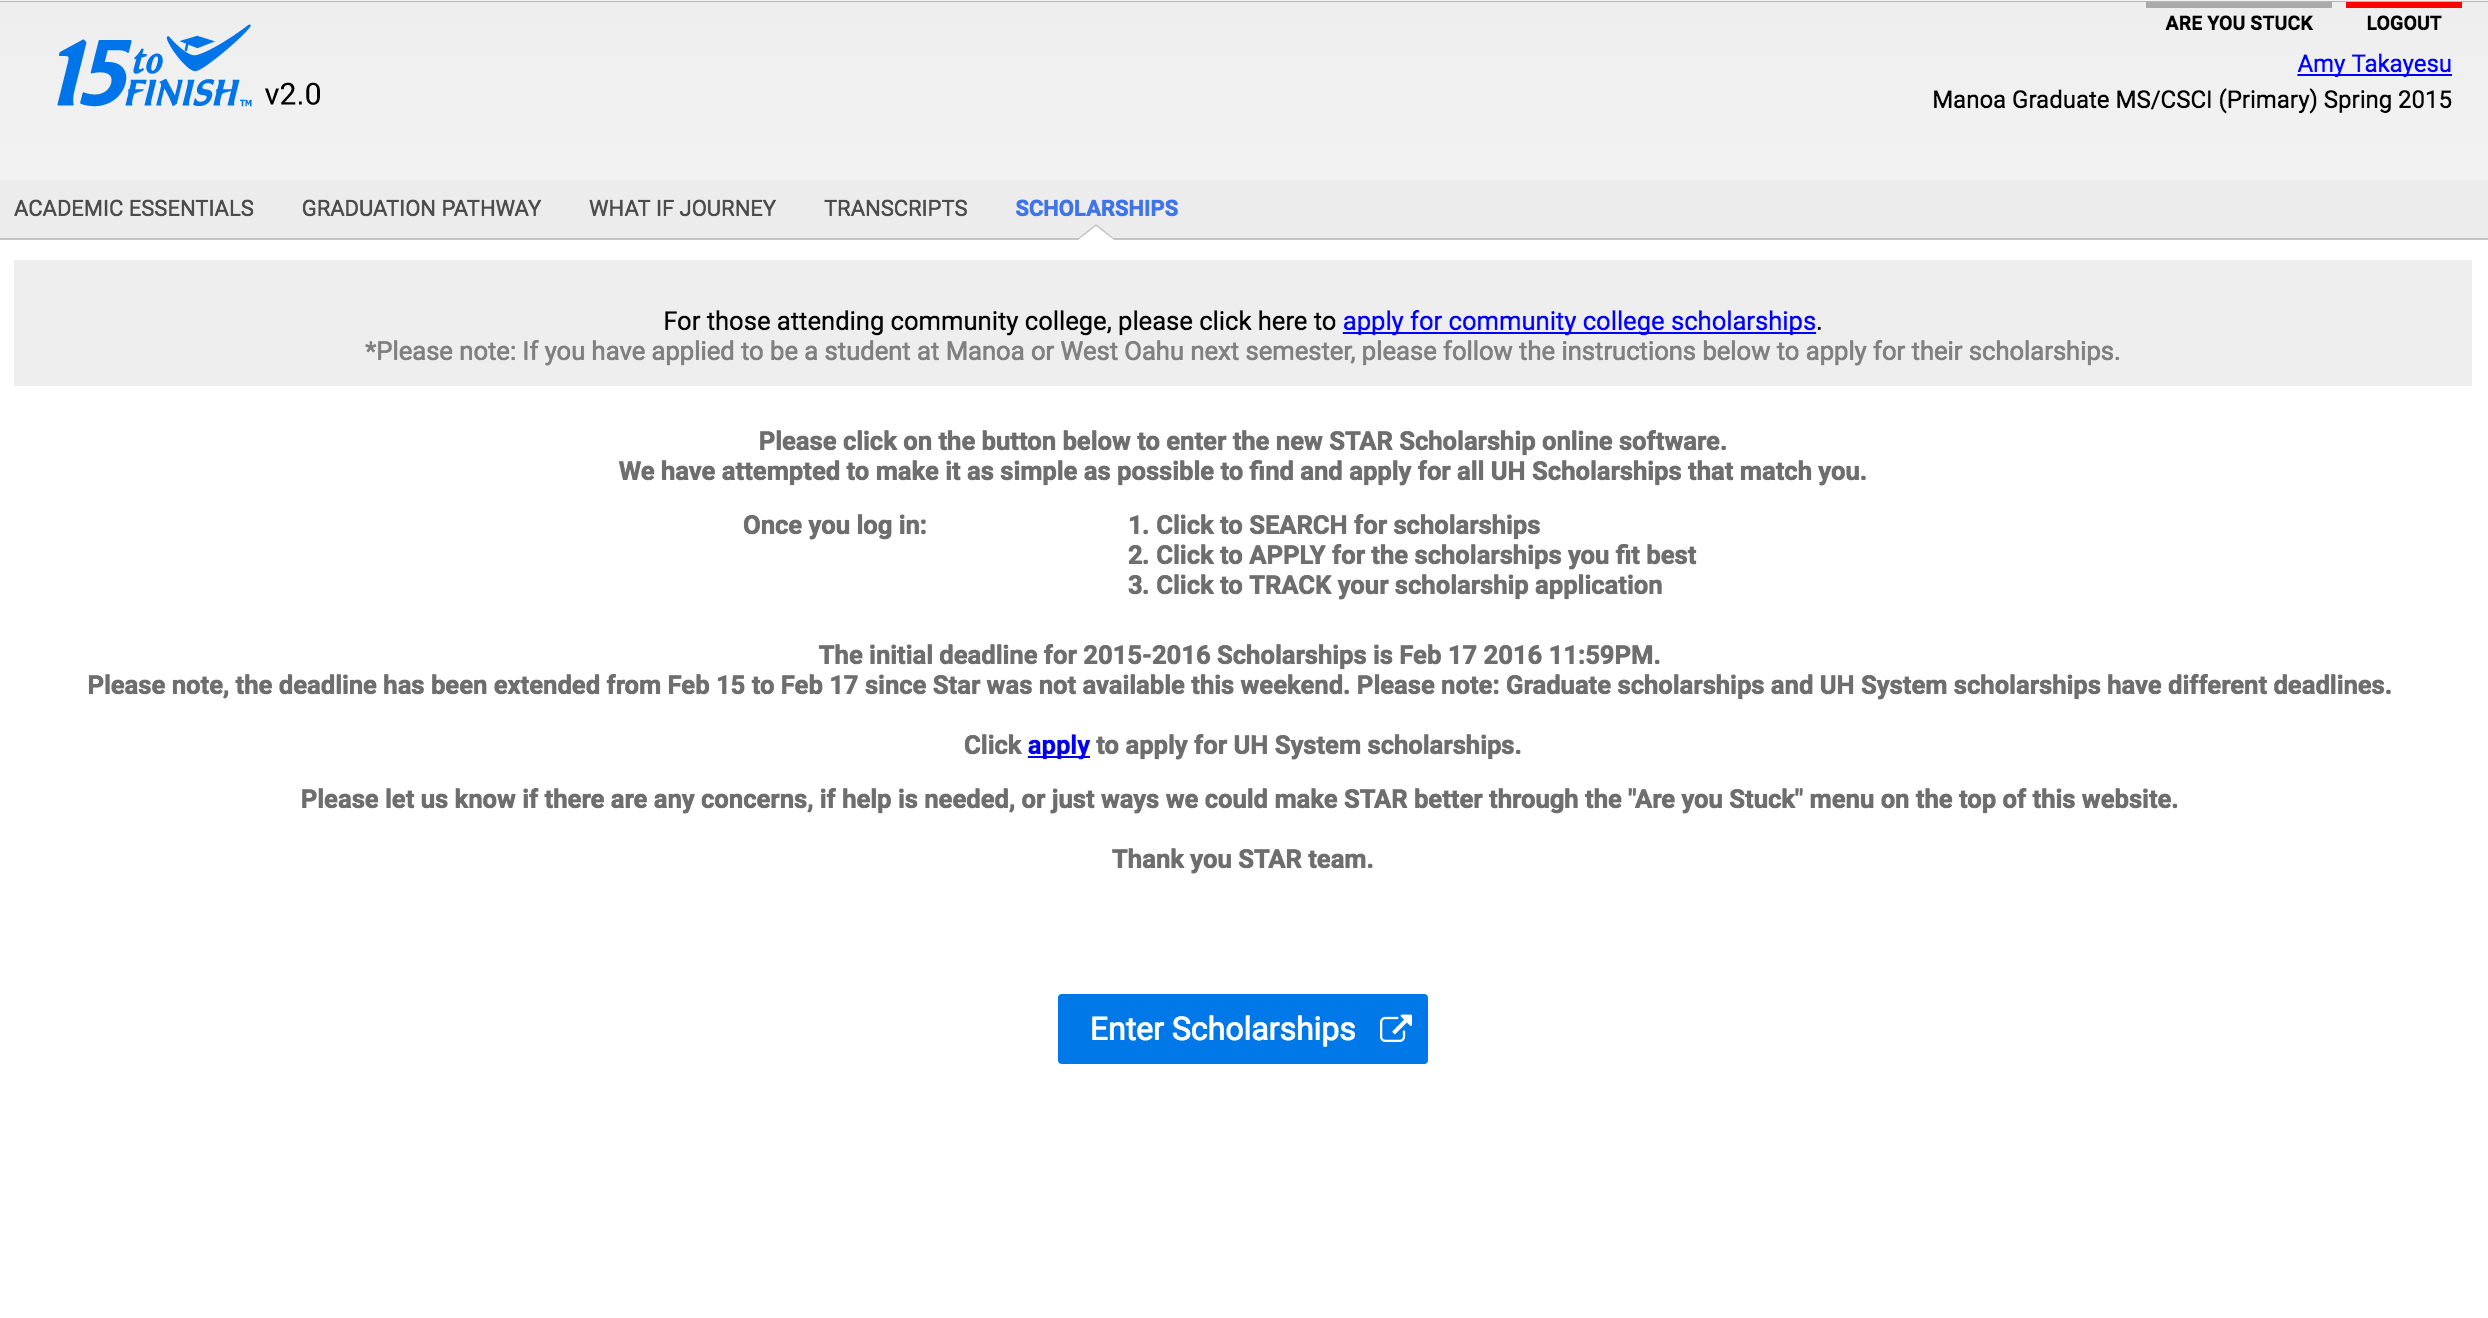 ARE YOU STUCK LOGOUT
15 to FINISH™ v2.0
Amy Takayesu
Manoa Graduate MS/CSCI (Primary) Spring 2015
ACADEMIC ESSENTIALS GRADUATION PATHWAY WHAT IF JOURNEY TRANSCRIPTS SCHOLARSHIPS
For those attending community college, please click here to apply for community college scholarships.
*Please note: If you have applied to be a student at Manoa or West Oahu next semester, please follow the instructions below to apply for their scholarships.
Please click on the button below to enter the new STAR Scholarship online software.
We have attempted to make it as simple as possible to find and apply for all UH Scholarships that match you.
Once you log in: 1. Click to SEARCH for scholarships
2. Click to APPLY for the scholarships you fit best
3. Click to TRACK your scholarship application
The initial deadline for 2015-2016 Scholarships is Feb 17 2016 11:59PM.
Please note, the deadline has been extended from Feb 15 to Feb 17 since Star was not available this weekend. Please note: Graduate scholarships and UH System scholarships have different deadlines.
Click apply to apply for UH System scholarships.
Please let us know if there are any concerns, if help is needed, or just ways we could make STAR better through the "Are you Stuck" menu on the top of this website.
Thank you STAR team.
Enter Scholarships